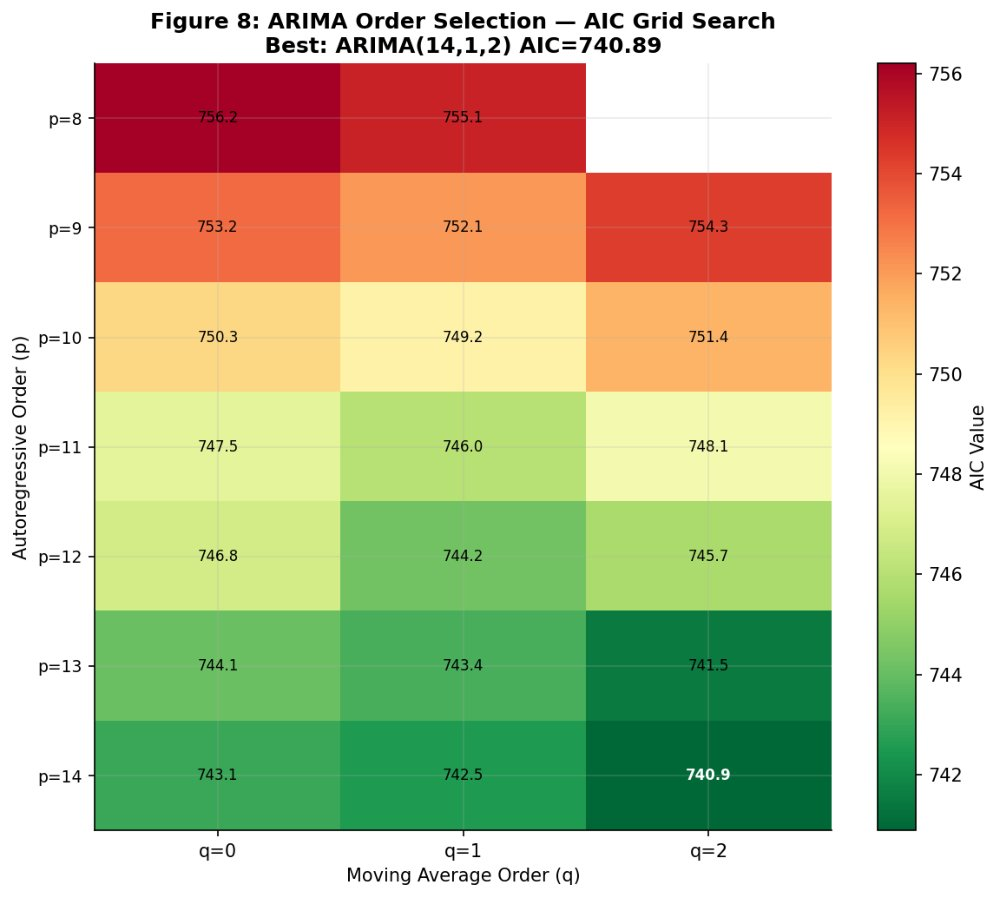 Figure 8: ARIMA Order Selection — AIC Grid Search
Best: ARIMA(14,1,2) AIC=740.89
Autoregressive Order (p)
p=8 756.2 755.1
p=9 753.2 752.1 754.3
p=10 750.3 749.2 751.4
p=11 747.5 746.0 748.1
p=12 746.8 744.2 745.7
p=13 744.1 743.4 741.5
p=14 743.1 742.5 740.9
q=0 q=1 q=2
Moving Average Order (q)
756
754
752
750
748
746
744
742
AIC Value